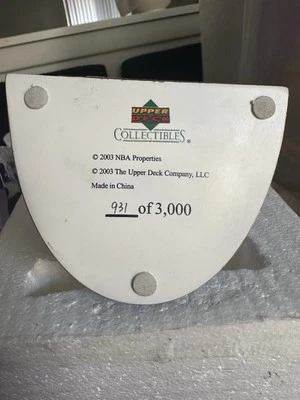 UPPER
DECK
COLLECTIBLES®
© 2003 NBA Properties
© 2003 The Upper Deck Company, LLC
Made in China
931 of 3,000